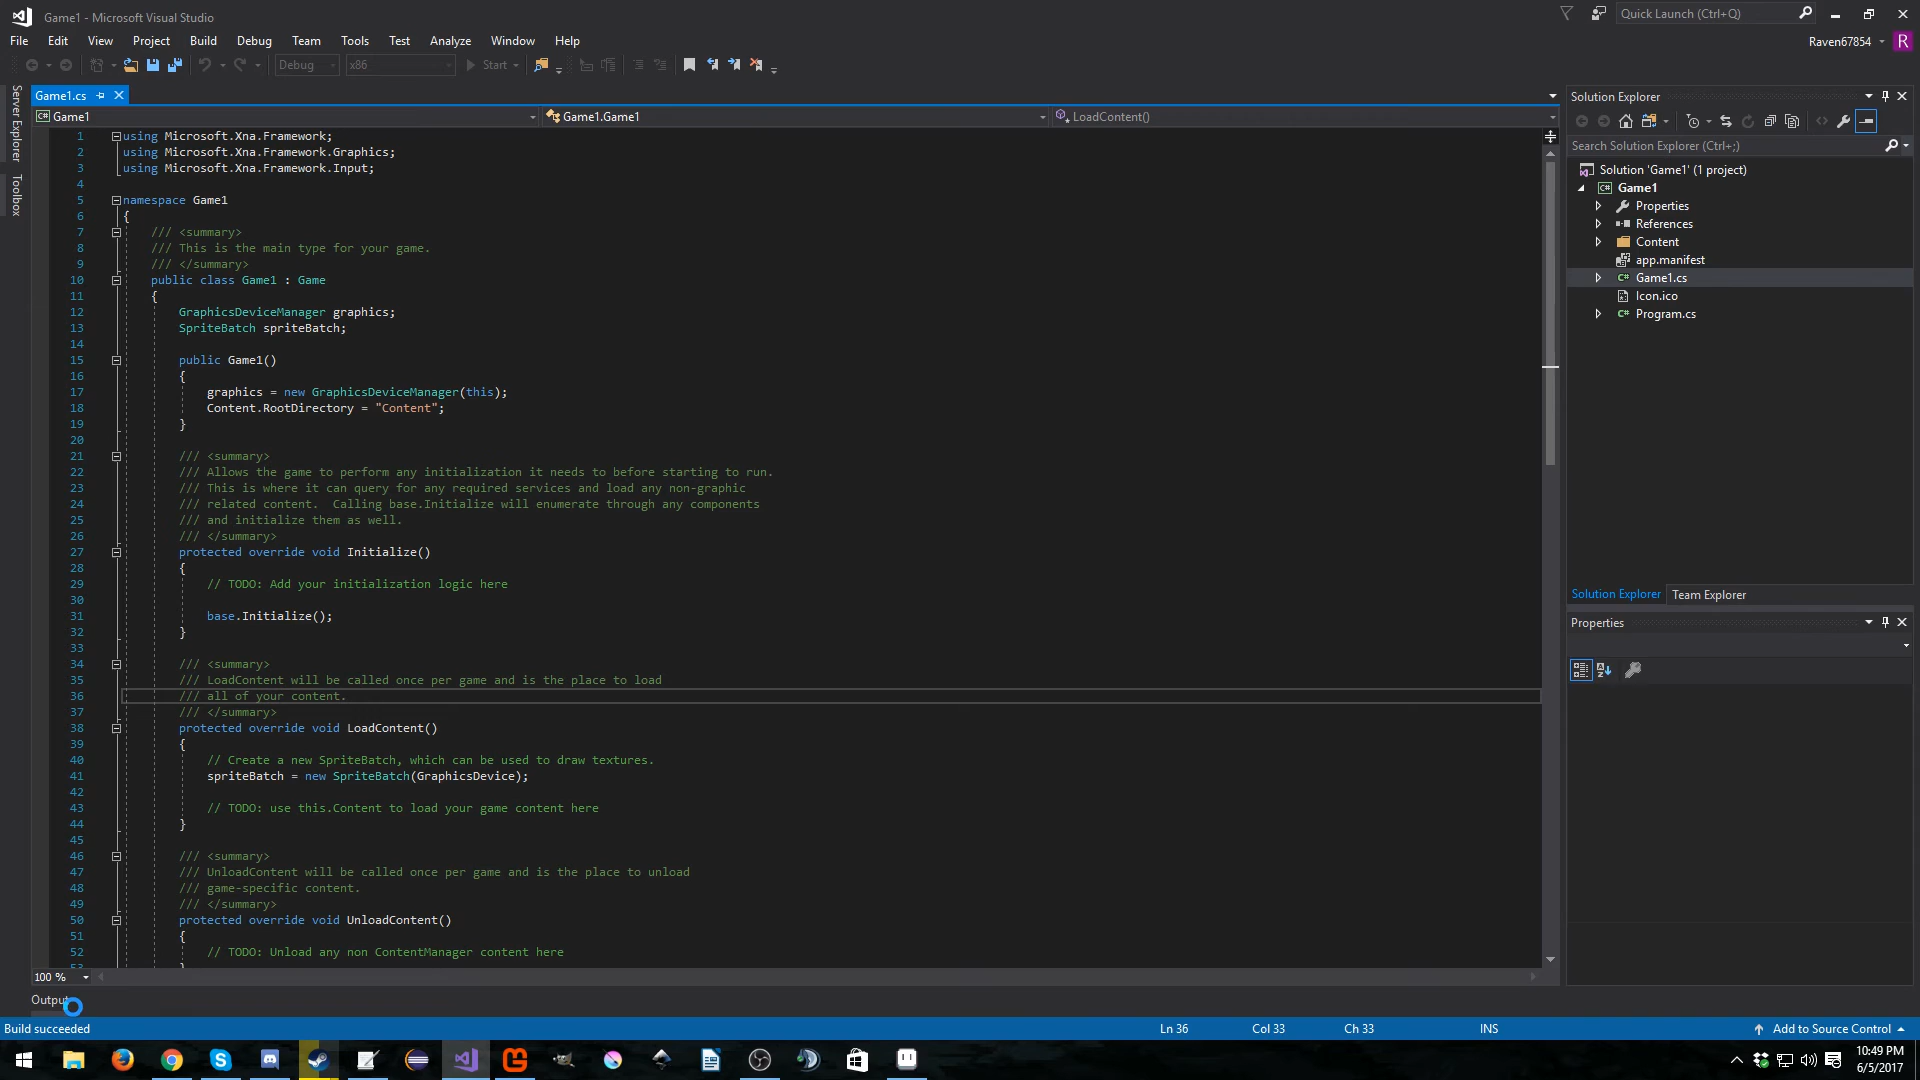 Game1 - Microsoft Visual Studio
Quick Launch (Ctrl+Q)
File Edit View Project Build Debug Team Tools Test Analyze Window Help
Raven67854 R
Debug x86 Start
Server Explorer
Toolbox
Game1.cs
Game1 Game1.Game1 LoadContent()
1 using Microsoft.Xna.Framework;
2 using Microsoft.Xna.Framework.Graphics;
3 using Microsoft.Xna.Framework.Input;
4
5 namespace Game1
6 {
7 /// <summary>
8 /// This is the main type for your game.
9 /// </summary>
10 public class Game1 : Game
11 {
12 GraphicsDeviceManager graphics;
13 SpriteBatch spriteBatch;
14
15 public Game1()
16 {
17 graphics = new GraphicsDeviceManager(this);
18 Content.RootDirectory = "Content";
19 }
20
21 /// <summary>
22 /// Allows the game to perform any initialization it needs to before starting to run.
23 /// This is where it can query for any required services and load any non-graphic
24 /// related content.  Calling base.Initialize will enumerate through any components
25 /// and initialize them as well.
26 /// </summary>
27 protected override void Initialize()
28 {
29 // TODO: Add your initialization logic here
30
31 base.Initialize();
32 }
33
34 /// <summary>
35 /// LoadContent will be called once per game and is the place to load
36 /// all of your content.
37 /// </summary>
38 protected override void LoadContent()
39 {
40 // Create a new SpriteBatch, which can be used to draw textures.
41 spriteBatch = new SpriteBatch(GraphicsDevice);
42
43 // TODO: use this.Content to load your game content here
44 }
45
46 /// <summary>
47 /// UnloadContent will be called once per game and is the place to unload
48 /// game-specific content.
49 /// </summary>
50 protected override void UnloadContent()
51 {
52 // TODO: Unload any non ContentManager content here
53 }
100 %
Output
Solution Explorer
Search Solution Explorer (Ctrl+;)
Solution 'Game1' (1 project)
C# Game1
Properties
References
Content
app.manifest
C# Game1.cs
Icon.ico
C# Program.cs
Solution Explorer Team Explorer
Properties
Build succeeded Ln 36 Col 33 Ch 33 INS Add to Source Control
10:49 PM
6/5/2017